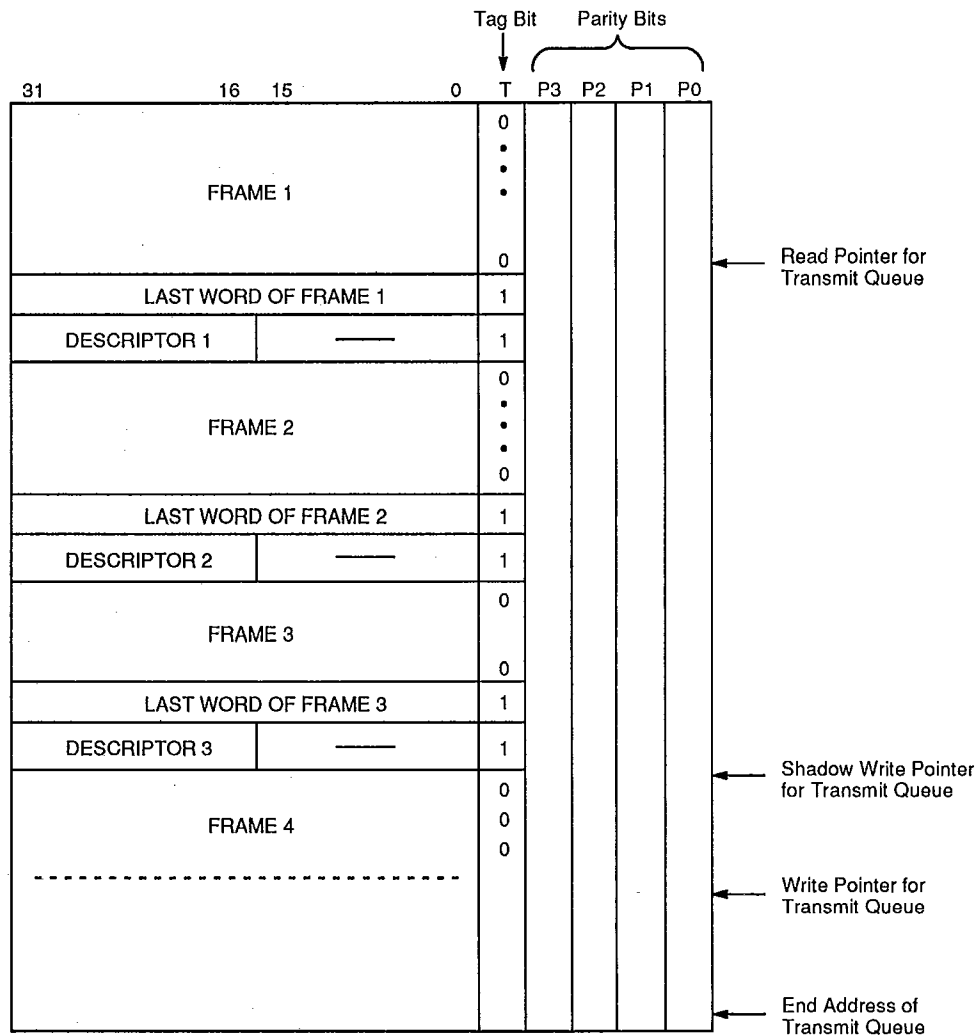 Tag Bit Parity Bits
31 16 15 0 T P3 P2 P1 P0
0
FRAME 1
0
Read Pointer for
Transmit Queue
LAST WORD OF FRAME 1 1
DESCRIPTOR 1 1
0
FRAME 2
0
LAST WORD OF FRAME 2 1
DESCRIPTOR 2 1
0
FRAME 3
0
LAST WORD OF FRAME 3 1
DESCRIPTOR 3 1
Shadow Write Pointer
for Transmit Queue
0
FRAME 4 0
0
Write Pointer for
Transmit Queue
End Address of
Transmit Queue